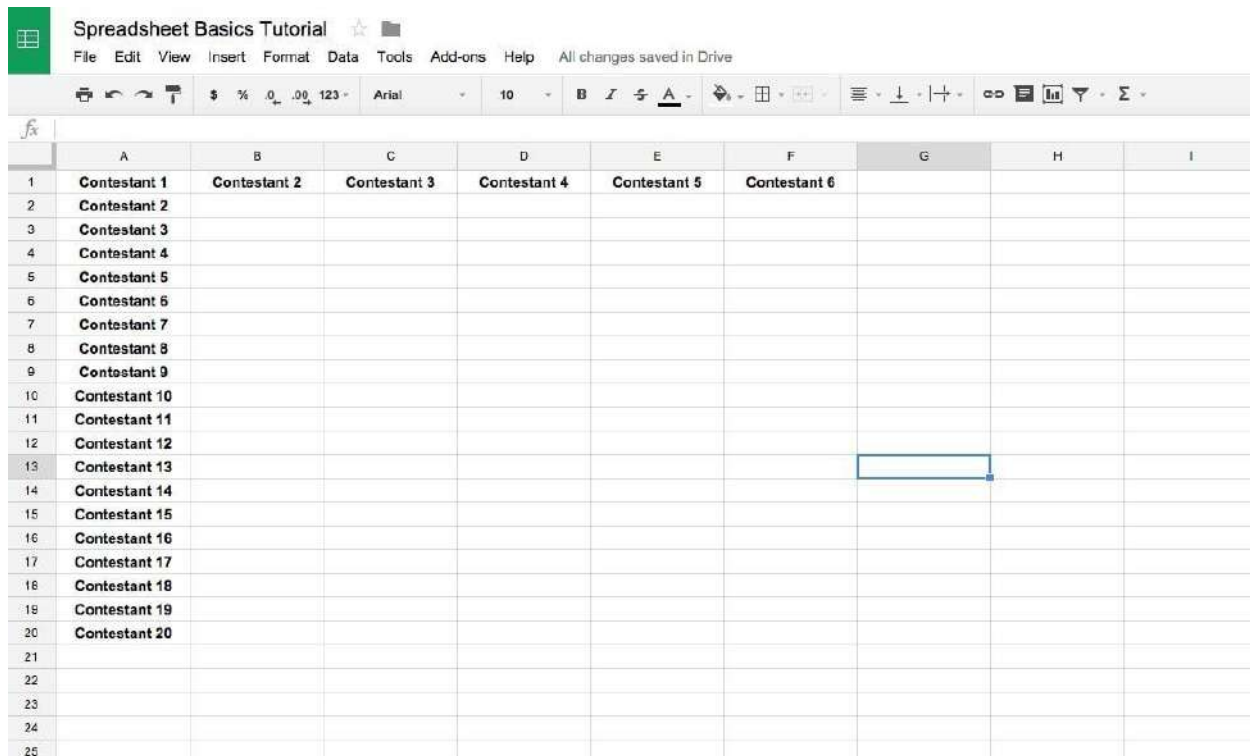 Spreadsheet Basics Tutorial
File Edit View Insert Format Data Tools Add-ons Help All changes saved in Drive
$ % .0 .00 123 Arial 10 B I S A Σ
fx
A B C D E F G H I
1 Contestant 1 Contestant 2 Contestant 3 Contestant 4 Contestant 5 Contestant 6
2 Contestant 2
3 Contestant 3
4 Contestant 4
5 Contestant 5
6 Contestant 6
7 Contestant 7
8 Contestant 8
9 Contestant 9
10 Contestant 10
11 Contestant 11
12 Contestant 12
13 Contestant 13
14 Contestant 14
15 Contestant 15
16 Contestant 16
17 Contestant 17
18 Contestant 18
19 Contestant 19
20 Contestant 20
21
22
23
24
25